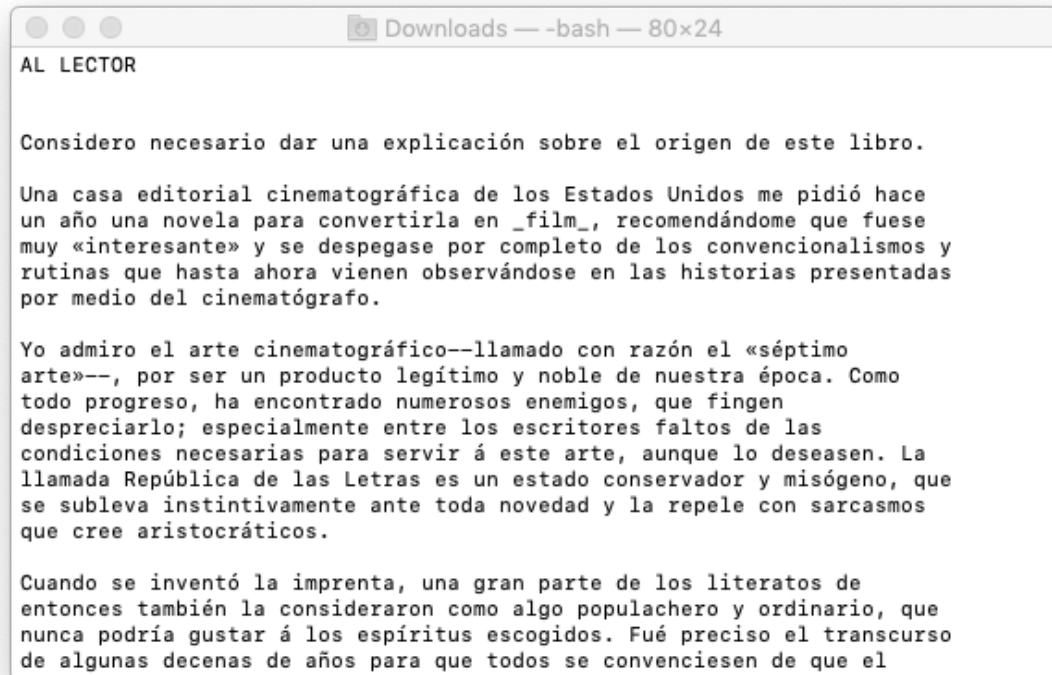 Downloads — -bash — 80×24
AL LECTOR
Considero necesario dar una explicación sobre el origen de este libro.
Una casa editorial cinematográfica de los Estados Unidos me pidió hace
un año una novela para convertirla en _film_, recomendándome que fuese
muy «interesante» y se despegase por completo de los convencionalismos y
rutinas que hasta ahora vienen observándose en las historias presentadas
por medio del cinematógrafo.
Yo admiro el arte cinematográfico--llamado con razón el «séptimo
arte»--, por ser un producto legítimo y noble de nuestra época. Como
todo progreso, ha encontrado numerosos enemigos, que fingen
despreciarlo; especialmente entre los escritores faltos de las
condiciones necesarias para servir á este arte, aunque lo deseasen. La
llamada República de las Letras es un estado conservador y misógeno, que
se subleva instintivamente ante toda novedad y la repele con sarcasmos
que cree aristocráticos.
Cuando se inventó la imprenta, una gran parte de los literatos de
entonces también la consideraron como algo populachero y ordinario, que
nunca podría gustar á los espíritus escogidos. Fué preciso el transcurso
de algunas decenas de años para que todos se convenciesen de que el